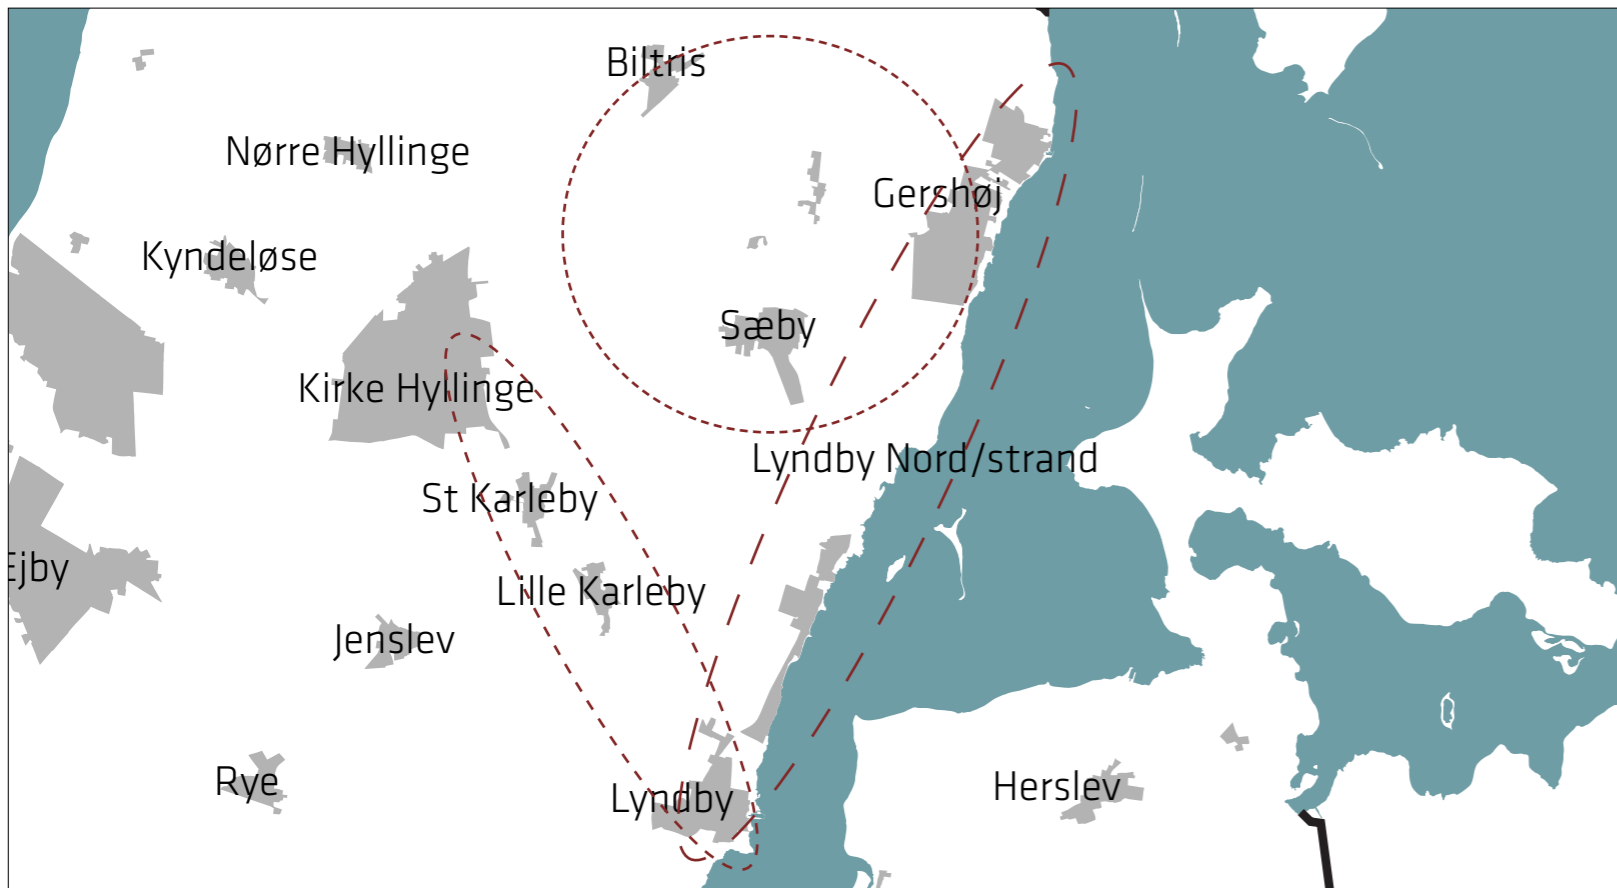 Biltris
Nørre Hyllinge
Gershøj
Kyndeløse
Sæby
Kirke Hyllinge
Lyndby Nord/strand
St Karleby
Ejby
Lille Karleby
Jenslev
Rye
Herslev
Lyndby